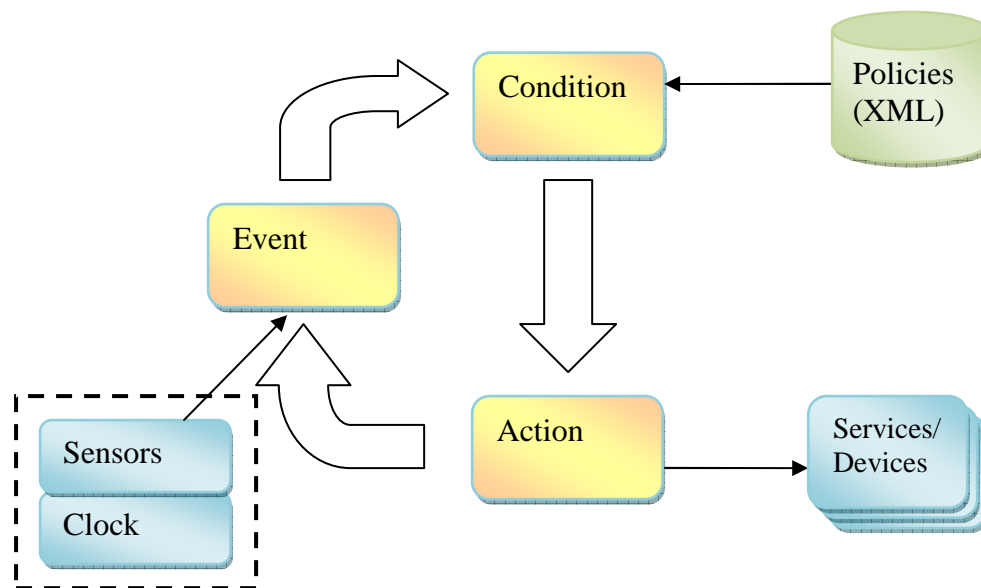 Condition
Policies
(XML)
Event
Action
Services/
Devices
Sensors
Clock